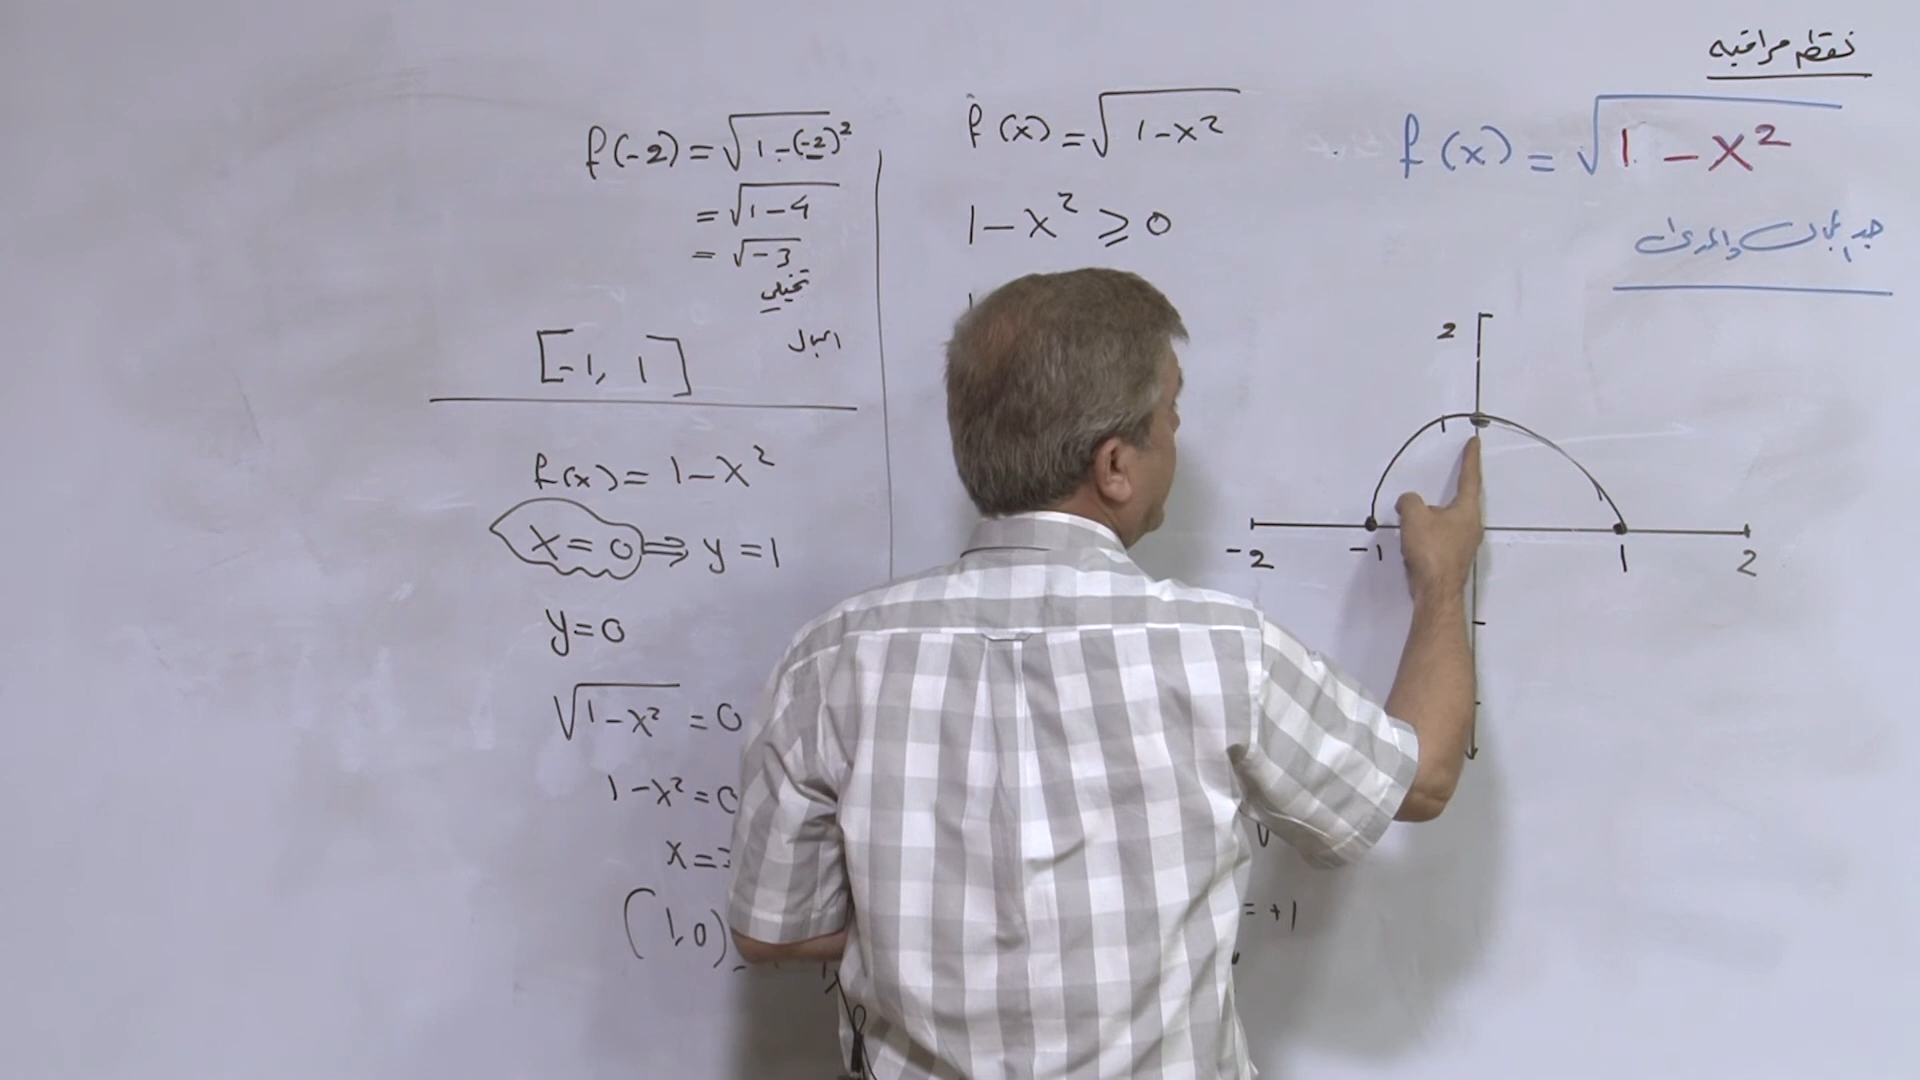 نقطة مراقبة
f(x) = √1-x²
جد المجال والمدى
2
1
-2 -1 1 2
= +1
f(x) = √1-x²
1-x² ≥ 0
f(-2) = √1-(-2)²
= √1-4
= √-3
تخيلي
المجال
[-1, 1]
f(x) = 1-x²
x=0 ⇒ y=1
y=0
√1-x² = 0
1-x² = 0
x =
(1,0)